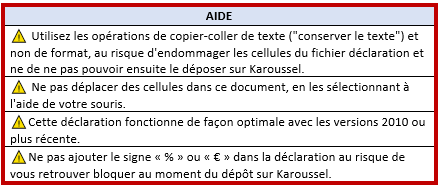 AIDE
⚠ Utilisez les opérations de copier-coller de texte ("conserver le texte") et
non de format, au risque d'endommager les cellules du fichier déclaration et
ne de ne pas pouvoir ensuite le déposer sur Karoussel.
⚠ Ne pas déplacer des cellules dans ce document, en les sélectionnant à
l'aide de votre souris.
⚠ Cette déclaration fonctionne de façon optimale avec les versions 2010 ou
plus récente.
⚠ Ne pas ajouter le signe « % » ou « € » dans la déclaration au risque de
vous retrouver bloquer au moment du dépôt sur Karoussel.